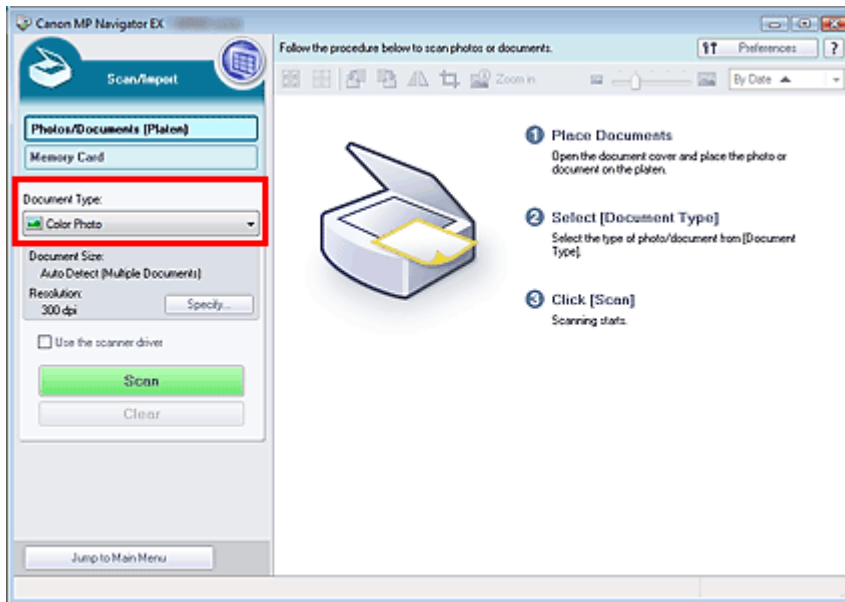 Canon MP Navigator EX
Scan/Import
Photos/Documents (Platen)
Memory Card
Document Type:
Color Photo
Document Size:
Auto Detect (Multiple Documents)
Resolution:
300 dpi
Specify...
Use the scanner driver
Scan
Clear
Jump to Main Menu
Follow the procedure below to scan photos or documents.
Preferences
?
Zoom in
By Date
1 Place Documents
Open the document cover and place the photo or
document on the platen.
2 Select [Document Type]
Select the type of photo/document from [Document
Type].
3 Click [Scan]
Scanning starts.